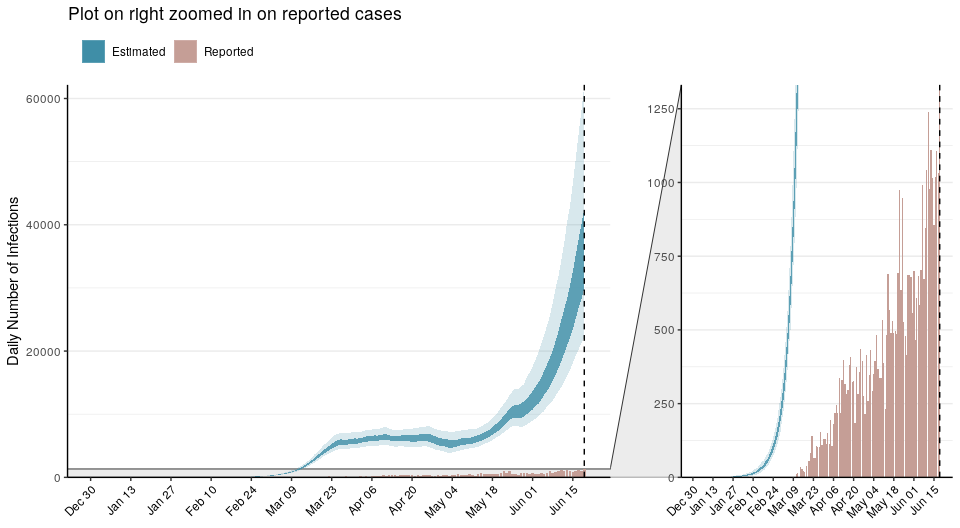 Plot on right zoomed in on reported cases
Estimated Reported
Daily Number of Infections
60000
40000
20000
0
Dec 30 Jan 13 Jan 27 Feb 10 Feb 24 Mar 09 Mar 23 Apr 06 Apr 20 May 04 May 18 Jun 01 Jun 15
1250
1000
750
500
250
0
Dec 30 Jan 13 Jan 27 Feb 10 Feb 24 Mar 09 Mar 23 Apr 06 Apr 20 May 04 May 18 Jun 01 Jun 15